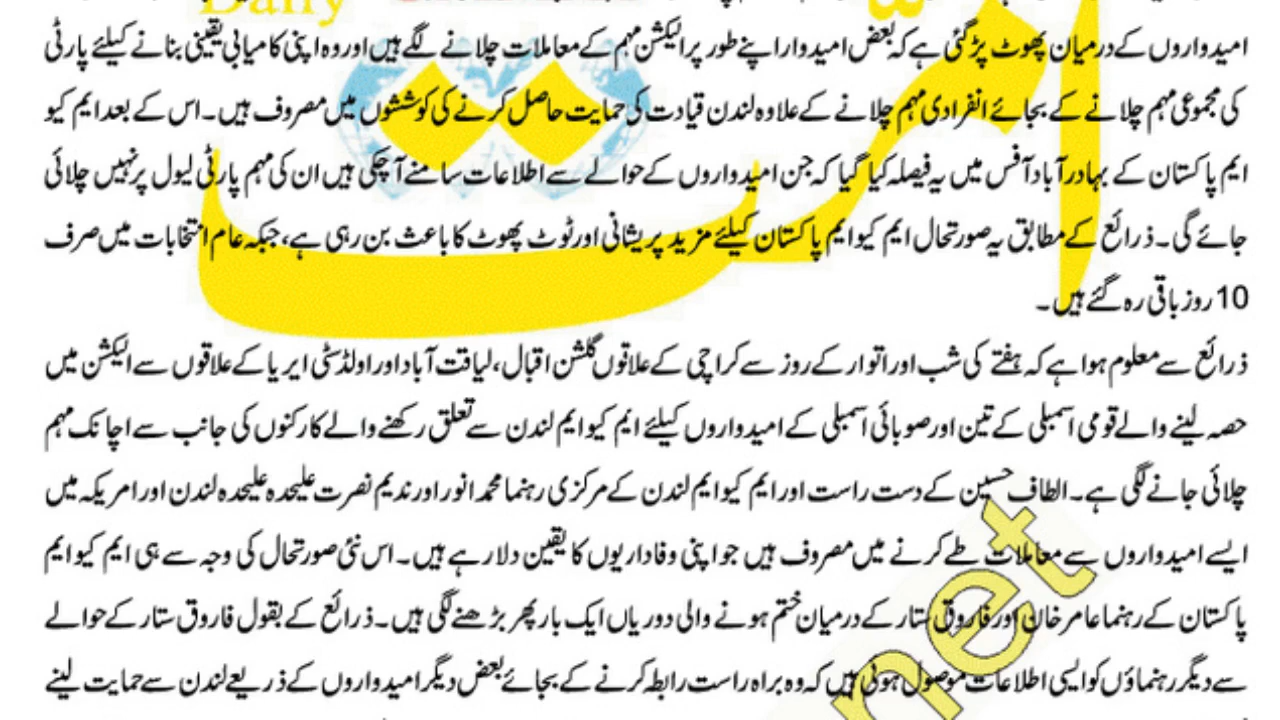 Daily
امیدواروں کے درمیان پھوٹ پڑ گئی ہے کہ بعض امیدوار اپنے طور پر الیکشن مہم کے معاملات چلانے لگے ہیں اور وہ اپنی کامیابی یقینی بنانے کیلئے پارٹی
کی مجموعی مہم چلانے کے بجائے انفرادی مہم چلانے کے علاوہ لندن قیادت کی حمایت حاصل کرنے کی کوششوں میں مصروف ہیں۔ اس کے بعد ایم کیو
ایم پاکستان کے بہادر آباد آفس میں یہ فیصلہ کیا گیا کہ جن امیدواروں کے حوالے سے اطلاعات سامنے آ چکی ہیں ان کی مہم پارٹی لیول پر نہیں چلائی
جائے گی۔ ذرائع کے مطابق یہ صورتحال ایم کیو ایم پاکستان کیلئے مزید پریشانی اور ٹوٹ پھوٹ کا باعث بن رہی ہے، جبکہ عام انتخابات میں صرف
10 روز باقی رہ گئے ہیں۔
ذرائع سے معلوم ہوا ہے کہ ہفتے کی شب اور اتوار کے روز سے کراچی کے علاقوں گلشن اقبال، لیاقت آباد اور اولڈ سٹی ایریا کے علاقوں سے الیکشن میں
حصہ لینے والے قومی اسمبلی کے تین اور صوبائی اسمبلی کے امیدواروں کیلئے ایم کیو ایم لندن سے تعلق رکھنے والے کارکنوں کی جانب سے اچانک مہم
چلائی جانے لگی ہے۔ الطاف حسین کے دست راست اور ایم کیو ایم لندن کے مرکزی رہنما محمد انور اور ندیم نصرت علیحدہ علیحدہ لندن اور امریکہ میں
ایسے امیدواروں سے معاملات طے کرنے میں مصروف ہیں جو اپنی وفاداریوں کا یقین دلا رہے ہیں۔ اس نئی صورتحال کی وجہ سے ہی ایم کیو ایم
پاکستان کے رہنما عامر خان اور فاروق ستار کے درمیان ختم ہونے والی دوریاں ایک بار پھر بڑھنے لگی ہیں۔ ذرائع کے بقول فاروق ستار کے حوالے
سے دیگر رہنماؤں کو ایسی اطلاعات موصول ہوئی ہیں کہ وہ براہ راست رابطہ کرنے کے بجائے بعض دیگر امیدواروں کے ذریعے لندن سے حمایت لینے
net